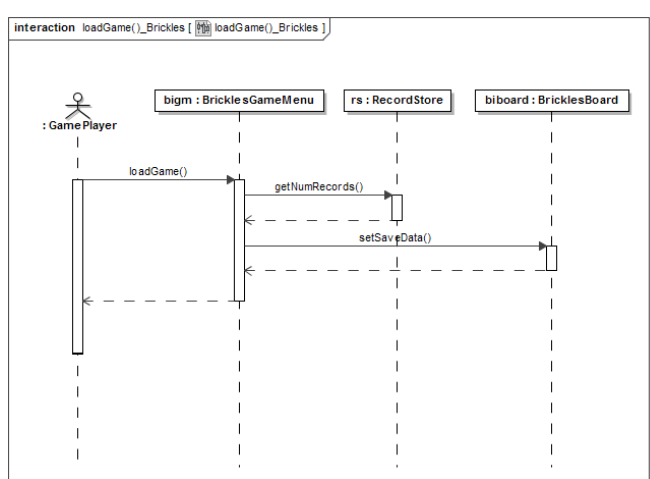 interaction loadGame()_Brickles [ loadGame()_Brickles ]
bigm : BricklesGameMenu
rs : RecordStore
biboard : BricklesBoard
: GamePlayer
loadGame()
getNumRecords()
setSaveData()